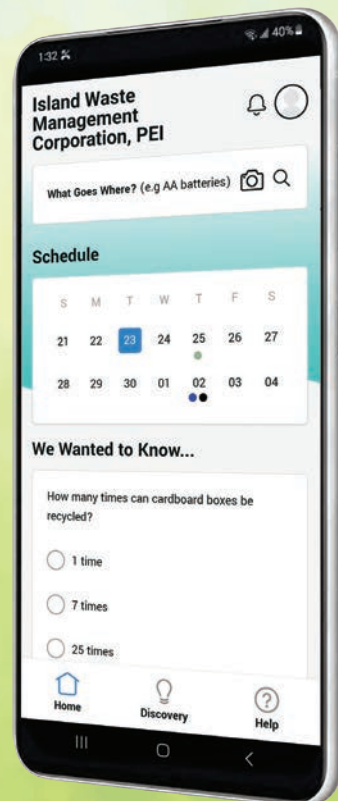 1:32
40%
Island Waste
Management
Corporation, PEI
What Goes Where? (e.g AA batteries)
Schedule
S M T W T F S
21 22 23 24 25 26 27
28 29 30 01 02 03 04
We Wanted to Know...
How many times can cardboard boxes be
recycled?
1 time
7 times
25 times
Home Discovery Help